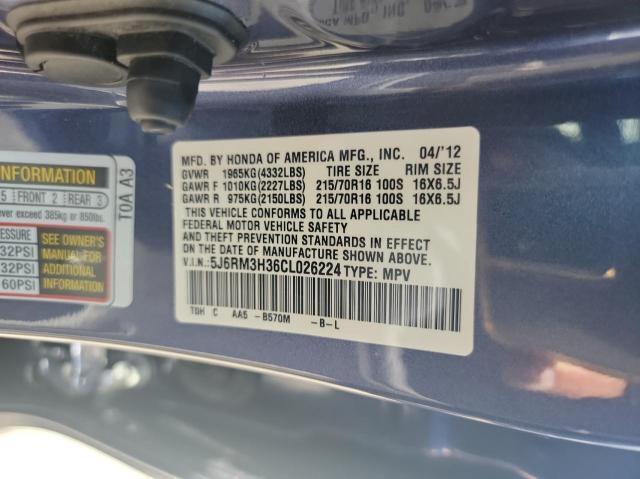 MFD. BY HONDA OF AMERICA MFG., INC. 04/'12
GVWR 1965KG(4332LBS) TIRE SIZE RIM SIZE
GAWR F 1010KG(2227LBS) 215/70R16 100S 16X6.5J
GAWR R 975KG(2150LBS) 215/70R16 100S 16X6.5J
THIS VEHICLE CONFORMS TO ALL APPLICABLE
FEDERAL MOTOR VEHICLE SAFETY
AND THEFT PREVENTION STANDARDS IN EFFECT
ON THE DATE OF MANUFACTURE SHOWN ABOVE.
V.I.N.: 5J6RM3H36CL026224 TYPE: MPV
TDH C AA5 -B570M -B-L
INFORMATION
5 FRONT 2 REAR 3
never exceed 385kg or 850lbs.
PRESSURE
32PSI
32PSI
60PSI
SEE OWNER'S
MANUAL FOR
ADDITIONAL
INFORMATION
T0A A3